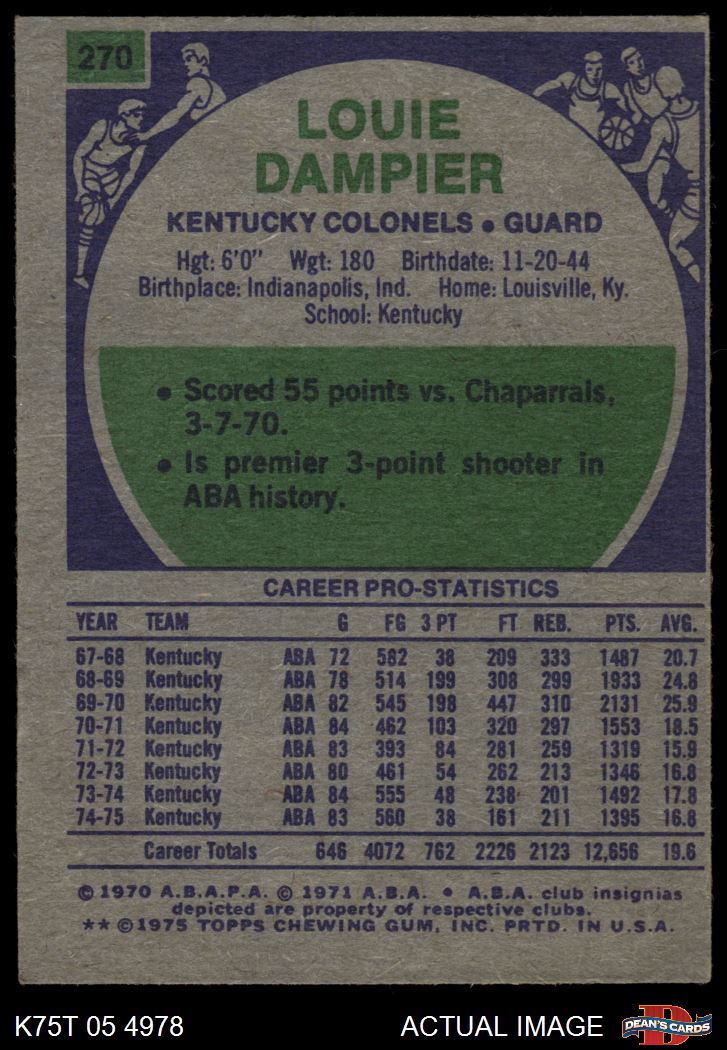 270
LOUIE
DAMPIER
KENTUCKY COLONELS • GUARD
Hgt: 6'0" Wgt: 180 Birthdate: 11-20-44
Birthplace: Indianapolis, Ind. Home: Louisville, Ky.
School: Kentucky
• Scored 55 points vs. Chaparrals,
3-7-70.
• Is premier 3-point shooter in
ABA history.
CAREER PRO-STATISTICS
YEAR TEAM G FG 3 PT FT REB. PTS. AVG.
67-68 Kentucky ABA 72 582 38 209 333 1487 20.7
68-69 Kentucky ABA 78 514 199 308 299 1933 24.8
69-70 Kentucky ABA 82 545 198 447 310 2131 25.9
70-71 Kentucky ABA 84 462 103 320 297 1553 18.5
71-72 Kentucky ABA 83 393 84 281 259 1319 15.9
72-73 Kentucky ABA 80 461 54 262 213 1346 16.8
73-74 Kentucky ABA 84 555 48 238 201 1492 17.8
74-75 Kentucky ABA 83 560 38 161 211 1395 16.8
Career Totals 646 4072 762 2226 2123 12,656 19.6
© 1970 A.B.A.P.A. © 1971 A.B.A. • A.B.A. club insignias
depicted are property of respective clubs.
** ©1975 TOPPS CHEWING GUM, INC. PRTD. IN U.S.A.
K75T 05 4978 ACTUAL IMAGE
D
DEAN'S CARDS